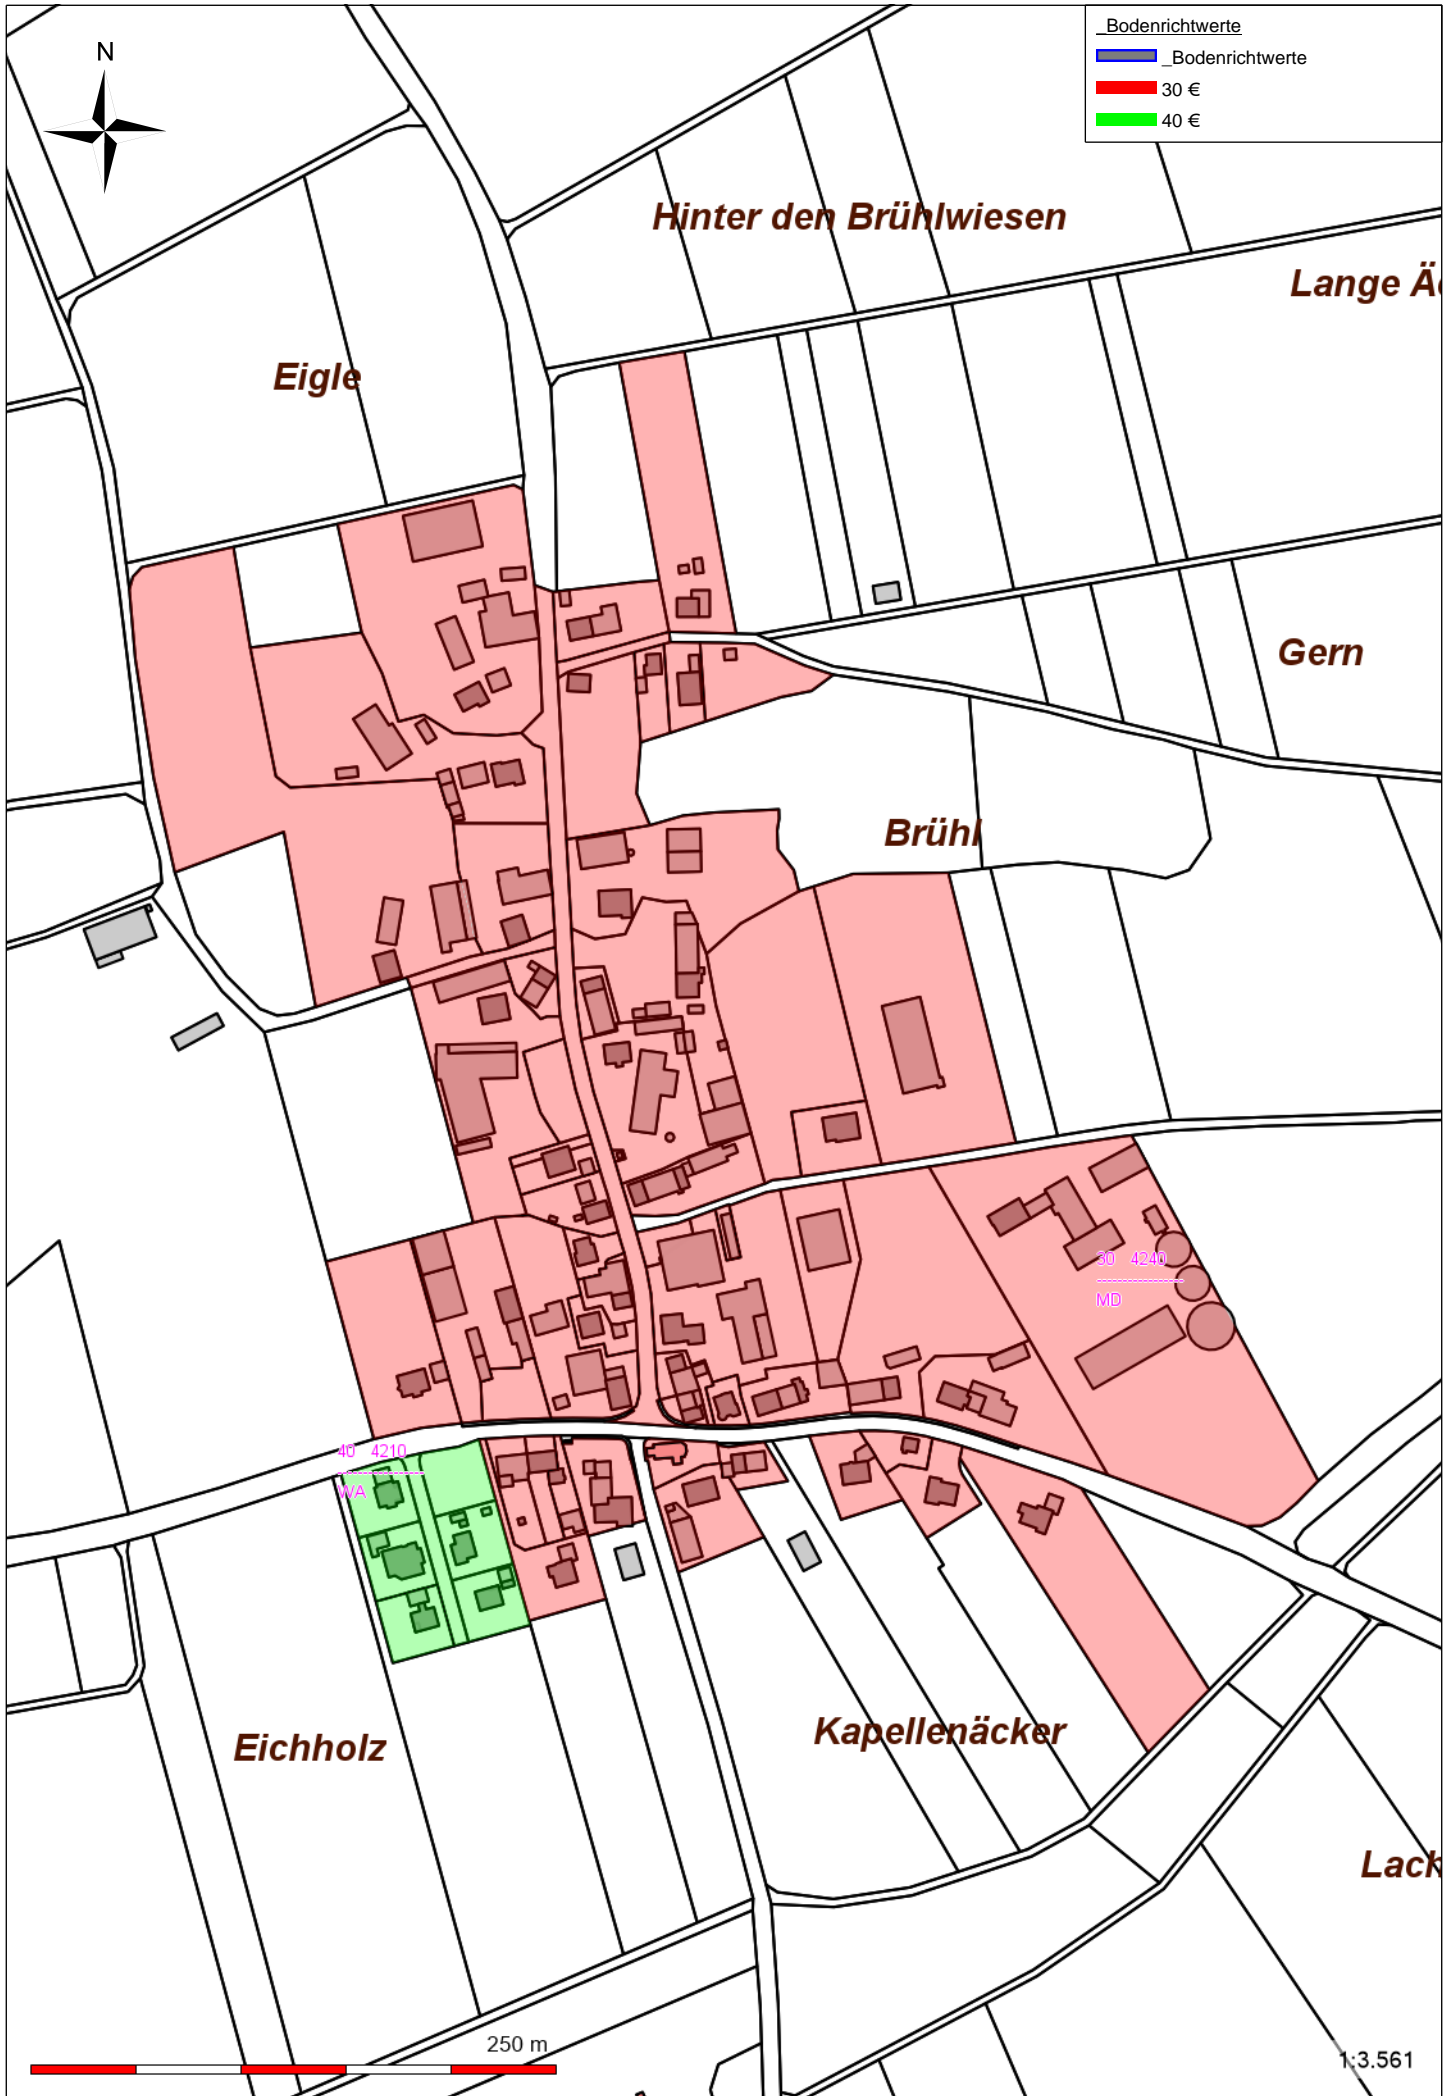 _Bodenrichtwerte
_Bodenrichtwerte
30 €
40 €
N
Hinter den Brühlwiesen
Lange Ä
Eigle
Gern
Brühl
30 4240
-----------------
MD
40 4210
-----------------
WA
Kapellenäcker
Eichholz
Lach
250 m
1:3.561